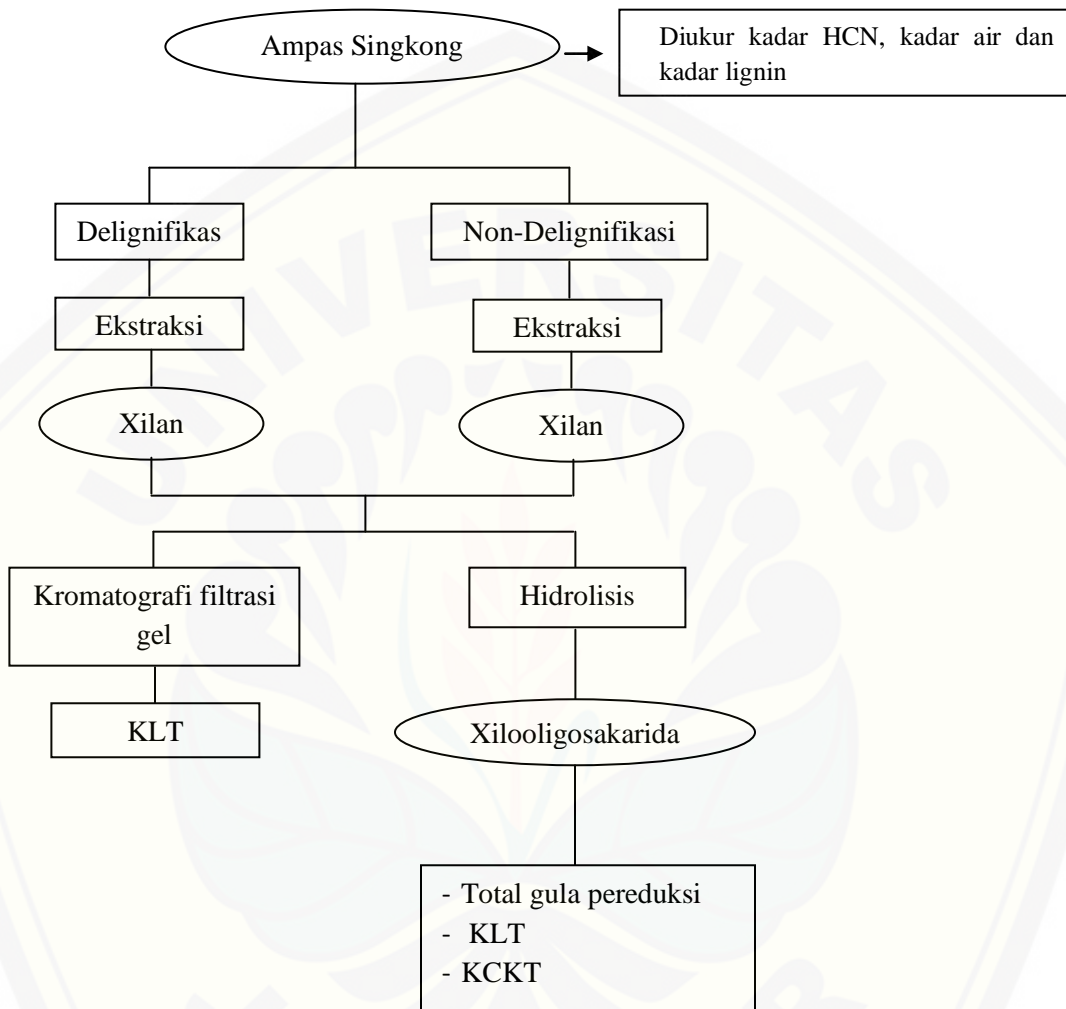 Ampas Singkong
Diukur kadar HCN, kadar air dan
kadar lignin
Delignifikas
Non-Delignifikasi
Ekstraksi
Ekstraksi
Xilan
Xilan
Kromatografi filtrasi
gel
Hidrolisis
KLT
Xilooligosakarida
- Total gula pereduksi
- KLT
- KCKT
UNIVERSITAS